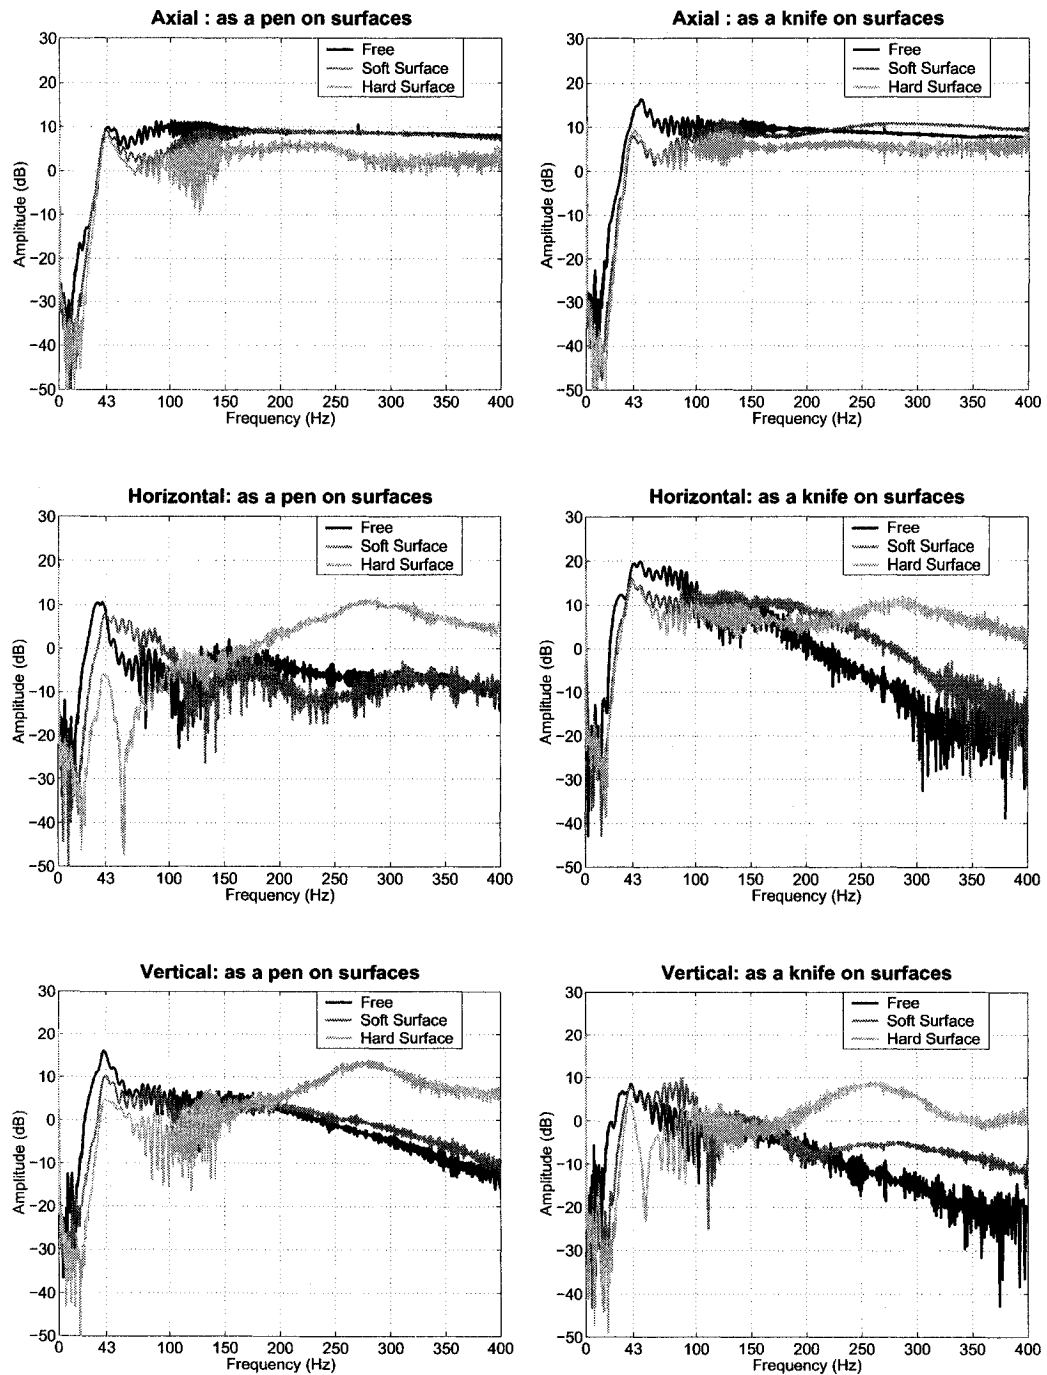 Axial : as a pen on surfaces
30
20
10
0
−10
−20
−30
−40
−50
Amplitude (dB)
Free
Soft Surface
Hard Surface
0 43 100 150 200 250 300 350 400
Frequency (Hz)
Axial : as a knife on surfaces
30
20
10
0
−10
−20
−30
−40
−50
Amplitude (dB)
Free
Soft Surface
Hard Surface
0 43 100 150 200 250 300 350 400
Frequency (Hz)
Horizontal: as a pen on surfaces
30
20
10
0
−10
−20
−30
−40
−50
Amplitude (dB)
Free
Soft Surface
Hard Surface
0 43 100 150 200 250 300 350 400
Frequency (Hz)
Horizontal: as a knife on surfaces
30
20
10
0
−10
−20
−30
−40
−50
Amplitude (dB)
Free
Soft Surface
Hard Surface
0 43 100 150 200 250 300 350 400
Frequency (Hz)
Vertical: as a pen on surfaces
30
20
10
0
−10
−20
−30
−40
−50
Amplitude (dB)
Free
Soft Surface
Hard Surface
0 43 100 150 200 250 300 350 400
Frequency (Hz)
Vertical: as a knife on surfaces
30
20
10
0
−10
−20
−30
−40
−50
Amplitude (dB)
Free
Soft Surface
Hard Surface
0 43 100 150 200 250 300 350 400
Frequency (Hz)